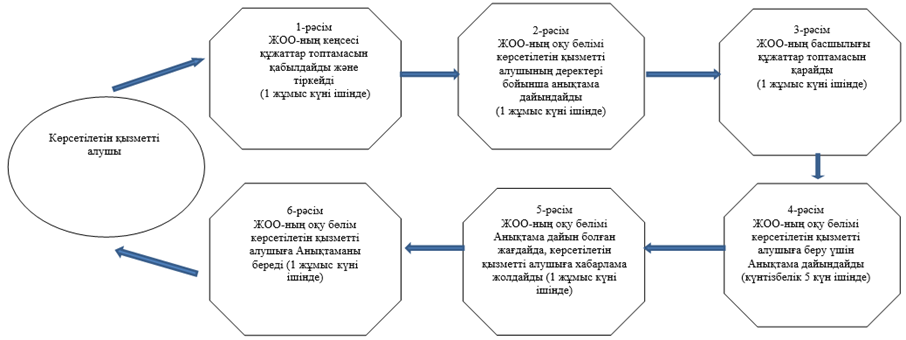 Көрсетілетін қызметті
алушы
1-рәсім
ЖОО-ның кеңсесі
құжаттар топтамасын
қабылдайды және
тіркейді
(1 жұмыс күні ішінде)
2-рәсім
ЖОО-ның оқу бөлімі
көрсетілетін қызметті
алушының деректері
бойынша анықтама
дайындайды
(1 жұмыс күні ішінде)
3-рәсім
ЖОО-ның басшылығы
құжаттар топтамасын
қарайды
(1 жұмыс күні ішінде)
4-рәсім
ЖОО-ның оқу бөлімі
көрсетілетін қызметті
алушыға беру үшін
Анықтама дайындайды
(күнтізбелік 5 күн ішінде)
5-рәсім
ЖОО-ның оқу бөлімі
Анықтама дайын болған
жағдайда, көрсетілетін
қызметті алушыға хабарлама
жолдайды (1 жұмыс күні
ішінде)
6-рәсім
ЖОО-ның оқу бөлім
көрсетілетін қызметті
алушыға Анықтаманы
береді (1 жұмыс күні
ішінде)